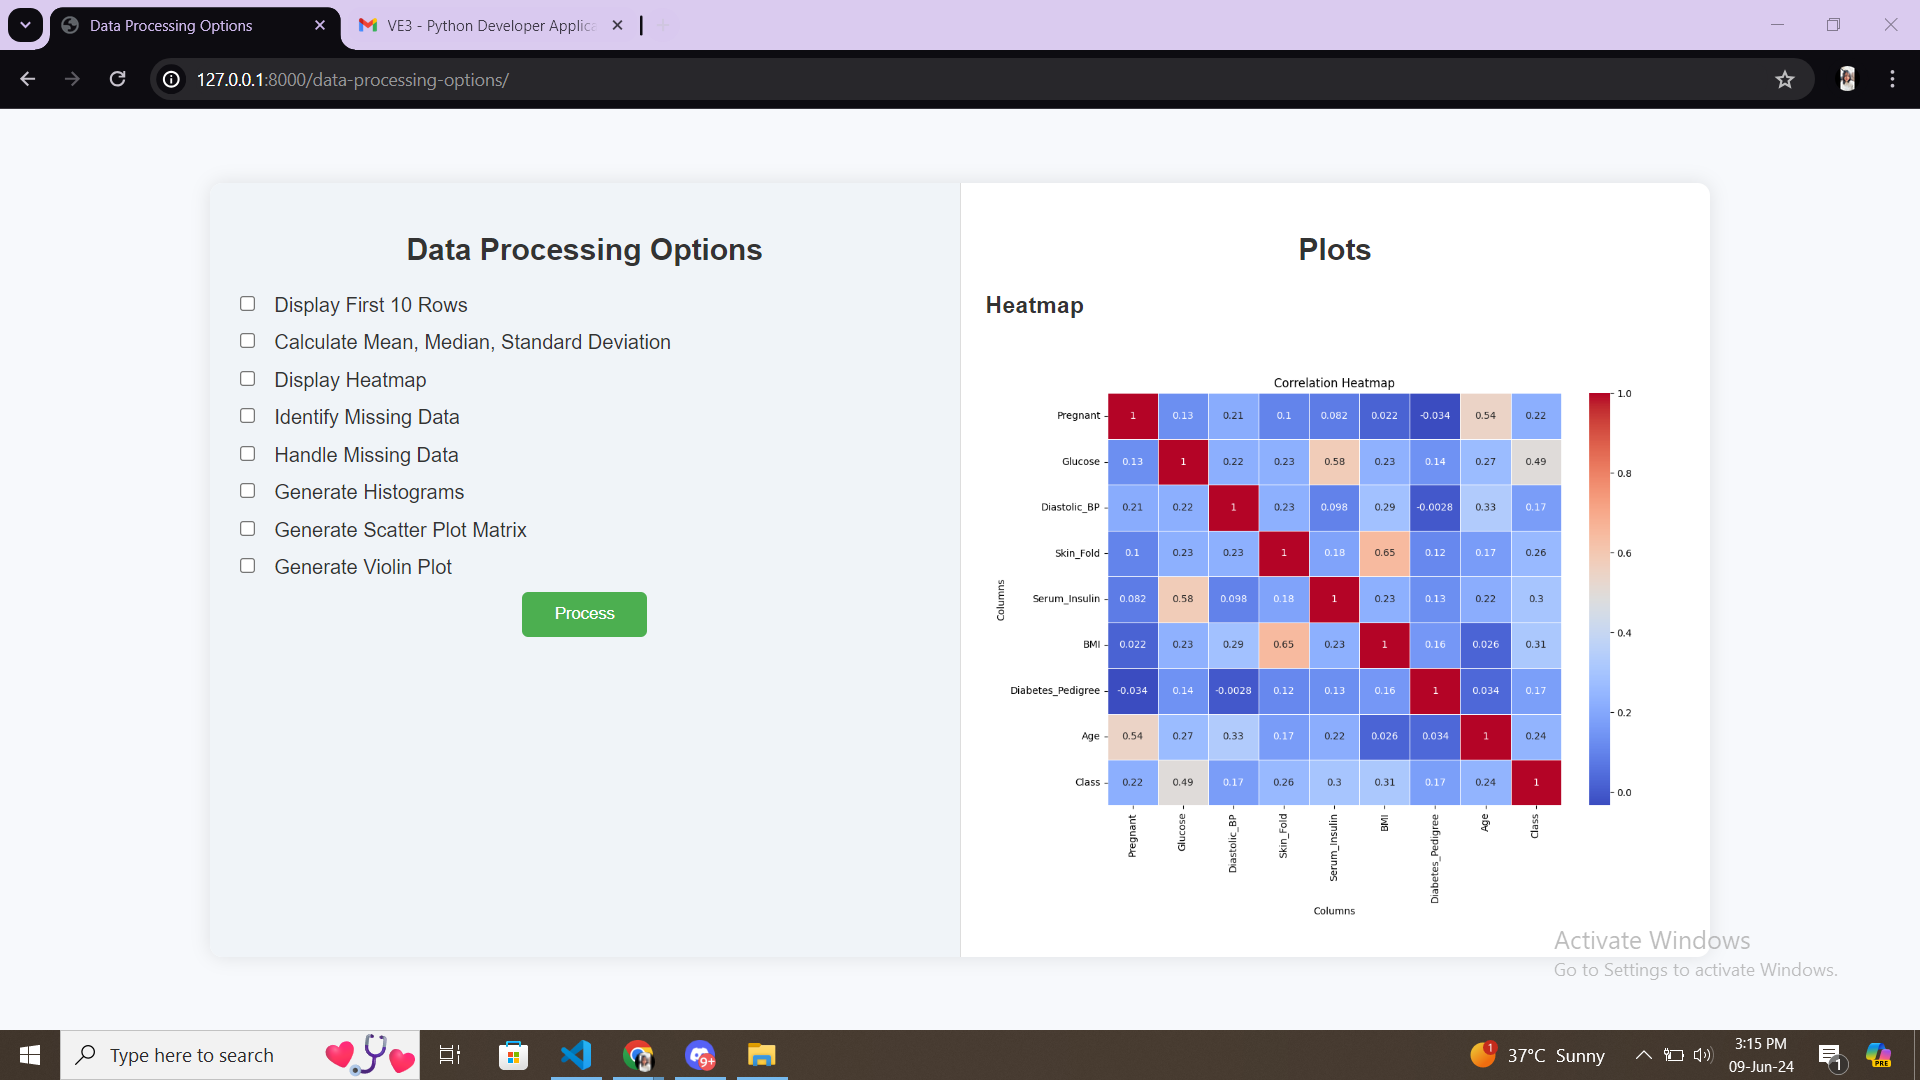 Data Processing Options
VE3 - Python Developer Applica
127.0.0.1:8000/data-processing-options/
Data Processing Options
Display First 10 Rows
Calculate Mean, Median, Standard Deviation
Display Heatmap
Identify Missing Data
Handle Missing Data
Generate Histograms
Generate Scatter Plot Matrix
Generate Violin Plot
Process
Plots
Heatmap
Correlation Heatmap
Pregnant 1 0.13 0.21 0.1 0.082 0.022 -0.034 0.54 0.22
Glucose 0.13 1 0.22 0.23 0.58 0.23 0.14 0.27 0.49
Diastolic_BP 0.21 0.22 1 0.23 0.098 0.29 -0.0028 0.33 0.17
Skin_Fold 0.1 0.23 0.23 1 0.18 0.65 0.12 0.17 0.26
Serum_Insulin 0.082 0.58 0.098 0.18 1 0.23 0.13 0.22 0.3
BMI 0.022 0.23 0.29 0.65 0.23 1 0.16 0.026 0.31
Diabetes_Pedigree -0.034 0.14 -0.0028 0.12 0.13 0.16 1 0.034 0.17
Age 0.54 0.27 0.33 0.17 0.22 0.026 0.034 1 0.24
Class 0.22 0.49 0.17 0.26 0.3 0.31 0.17 0.24 1
Columns
Pregnant Glucose Diastolic_BP Skin_Fold Serum_Insulin BMI Diabetes_Pedigree Age Class
Columns
1.0
0.8
0.6
0.4
0.2
0.0
Activate Windows
Go to Settings to activate Windows.
Type here to search
9+
1
37°C Sunny
3:15 PM
09-Jun-24
1
PRE